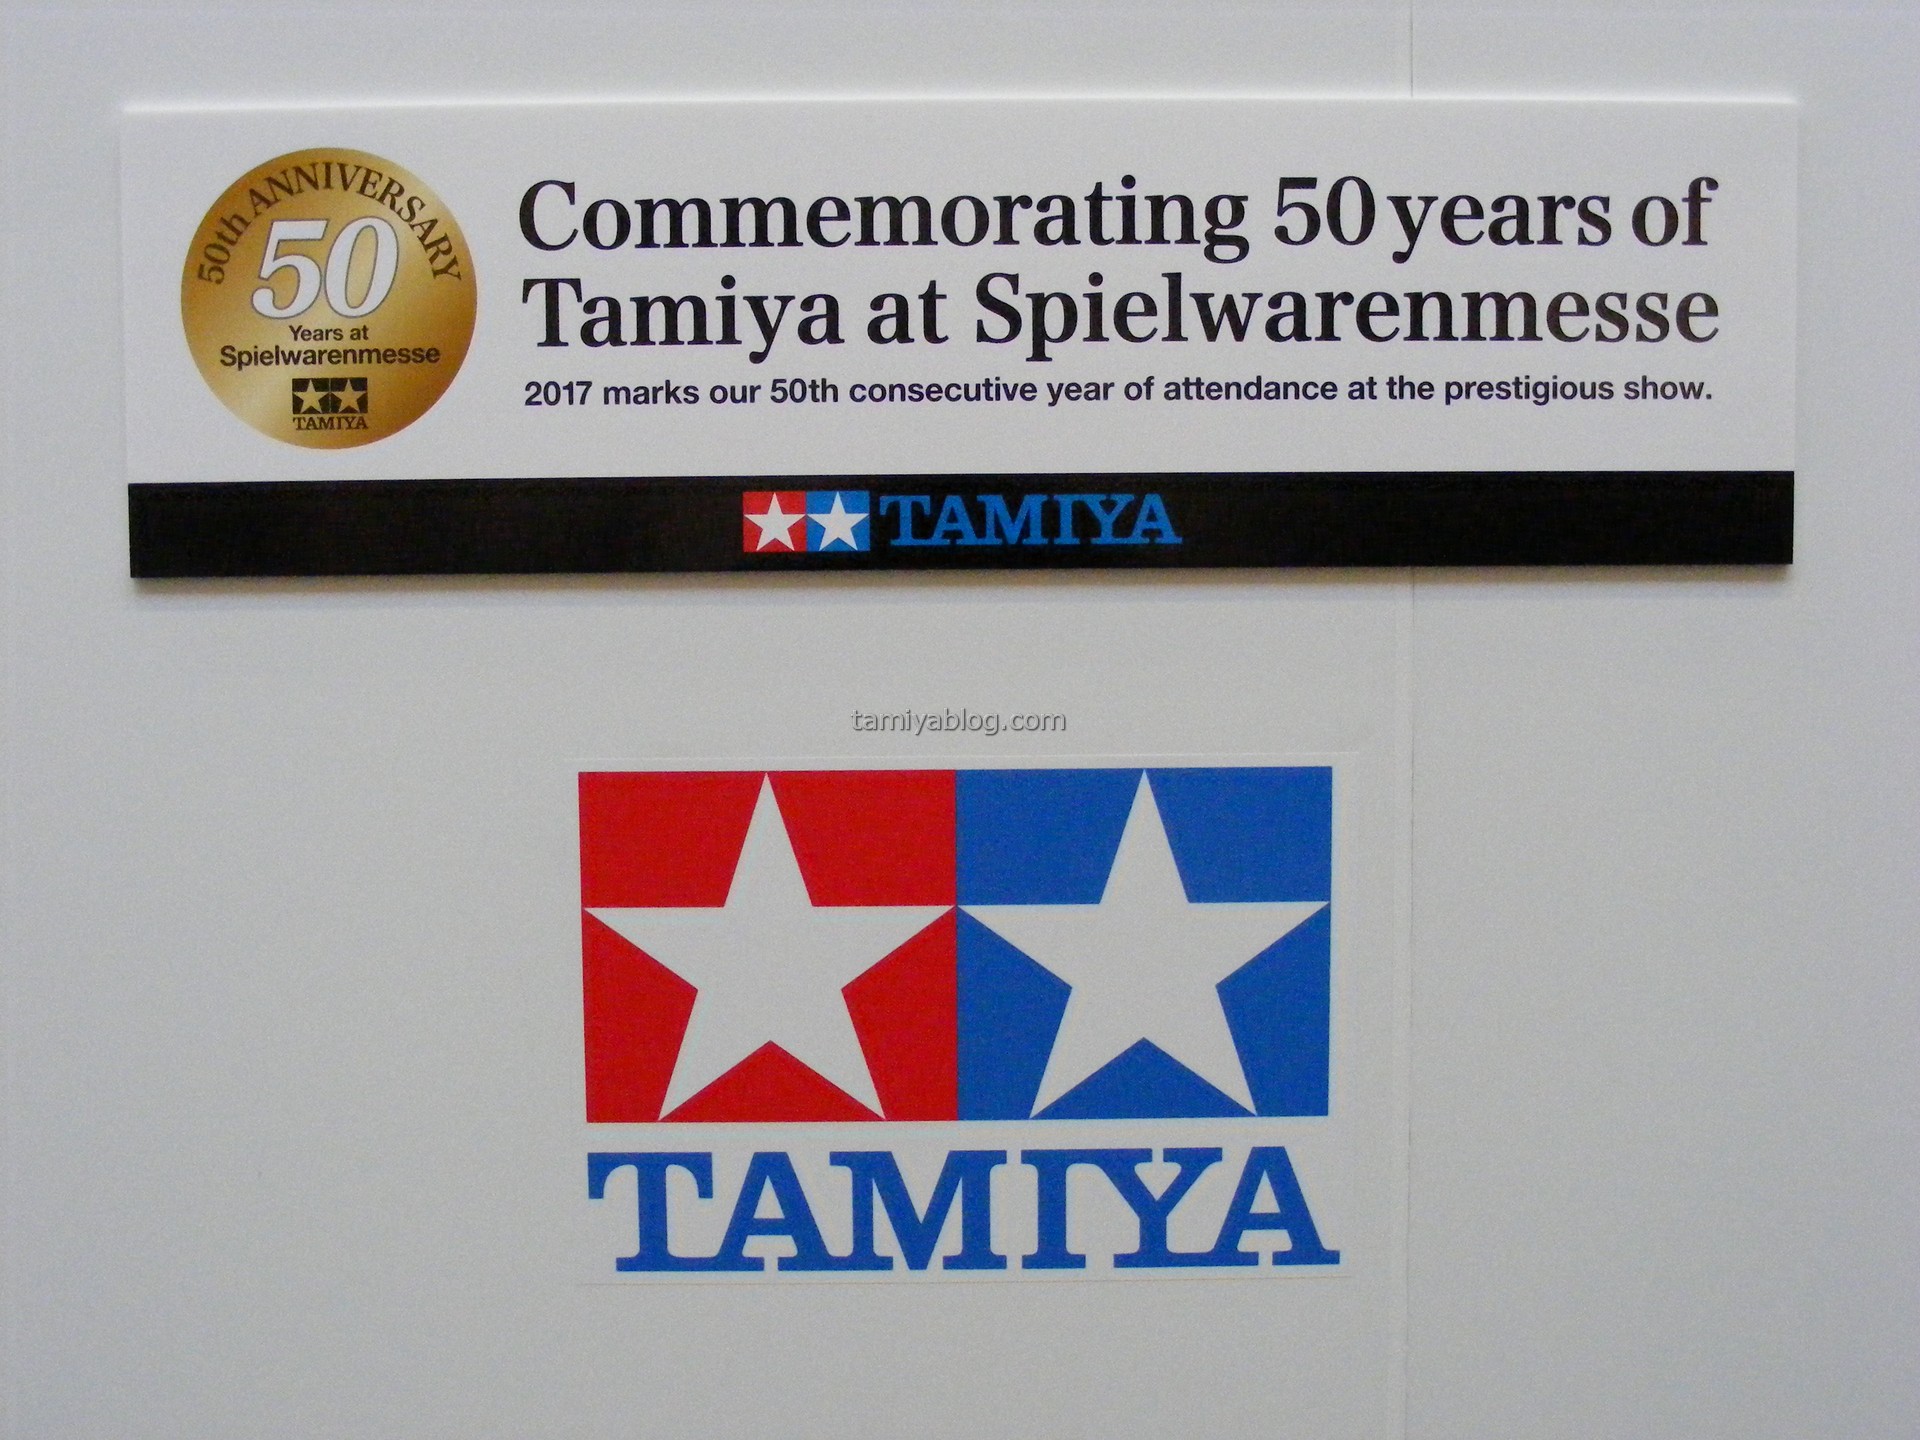 50th ANNIVERSARY
50
Years at
Spielwarenmesse
TAMIYA
Commemorating 50 years of
Tamiya at Spielwarenmesse
2017 marks our 50th consecutive year of attendance at the prestigious show.
TAMIYA
tamiyablog.com
TAMIYA